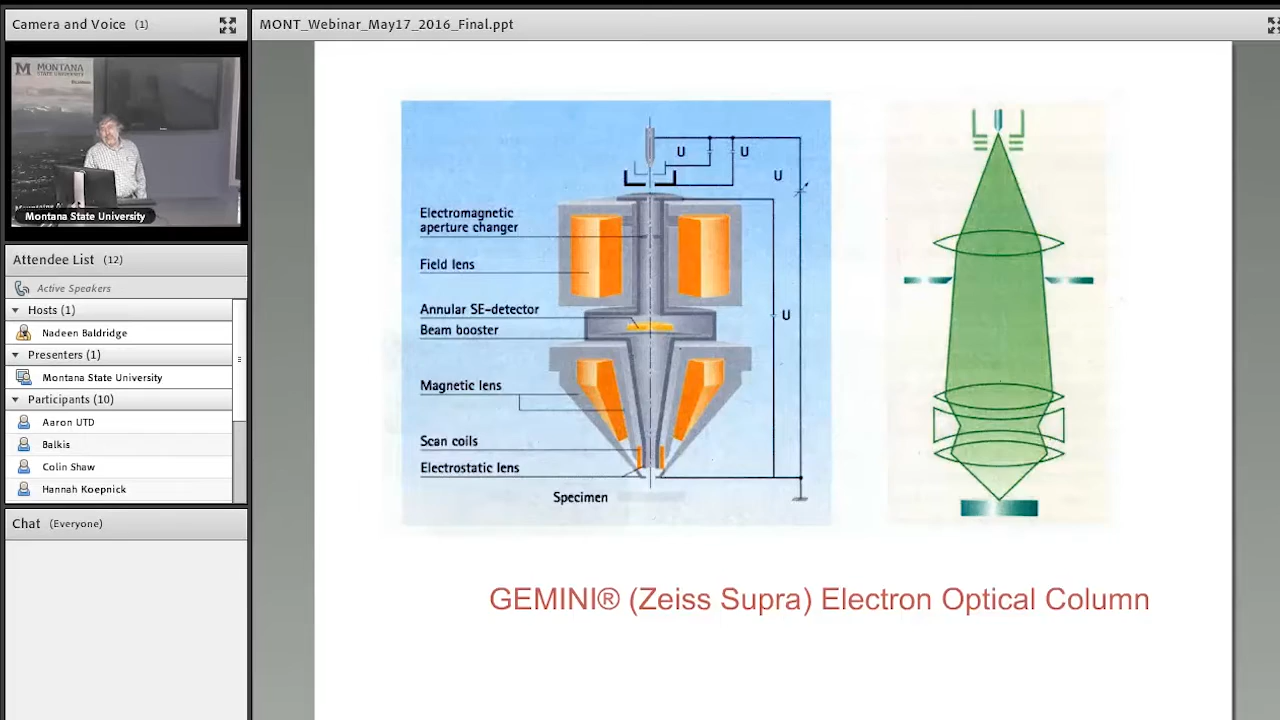 Camera and Voice (1)
MONT_Webinar_May17_2016_Final.ppt
M MONTANA
STATE UNIVERSITY
Montana State University
Attendee List (12)
Active Speakers
Hosts (1)
Nadeen Baldridge
Presenters (1)
Montana State University
Participants (10)
Aaron UTD
Balkis
Colin Shaw
Hannah Koepnick
Chat (Everyone)
U
U
U
Electromagnetic
aperture changer
Field lens
Annular SE-detector
U
Beam booster
Magnetic lens
Scan coils
Electrostatic lens
Specimen
GEMINI® (Zeiss Supra) Electron Optical Column